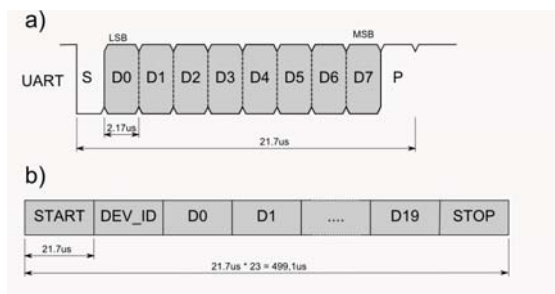 a)
LSB MSB
UART S D0 D1 D2 D3 D4 D5 D6 D7 P
2.17us
21.7us
b)
START DEV_ID D0 D1 .... D19 STOP
21.7us
21.7us * 23 = 499,1us